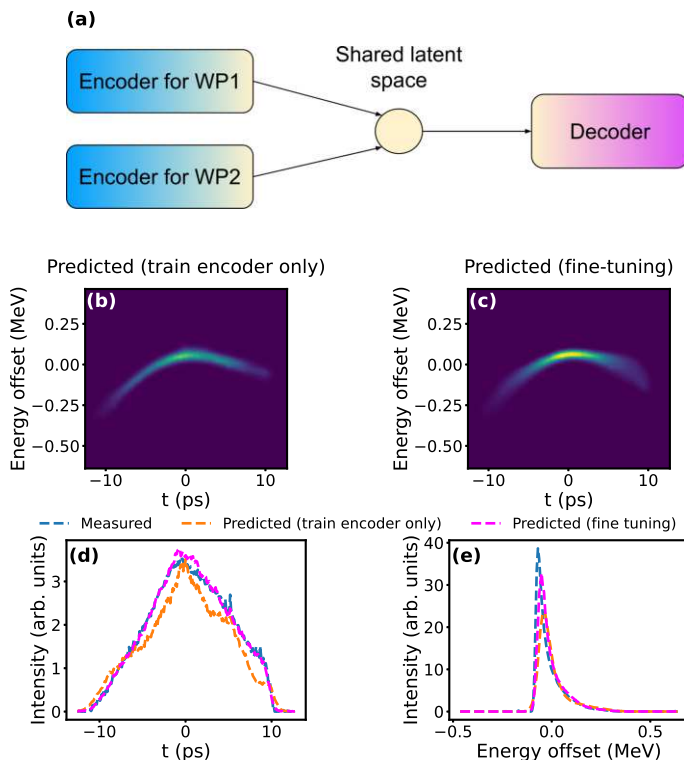 (a)
Encoder for WP1
Encoder for WP2
Shared latent
space
Decoder
Predicted (train encoder only)
(b)
Energy offset (MeV)
0.25
0.00
−0.25
−0.50
−10
0
10
t (ps)
Predicted (fine-tuning)
(c)
Energy offset (MeV)
0.25
0.00
−0.25
−0.50
−10
0
10
t (ps)
Measured
Predicted (train encoder only)
Predicted (fine tuning)
(d)
Intensity (arb. units)
3
2
1
0
−10
0
10
t (ps)
(e)
Intensity (arb. units)
40
30
20
10
0
−0.5
0.0
0.5
Energy offset (MeV)